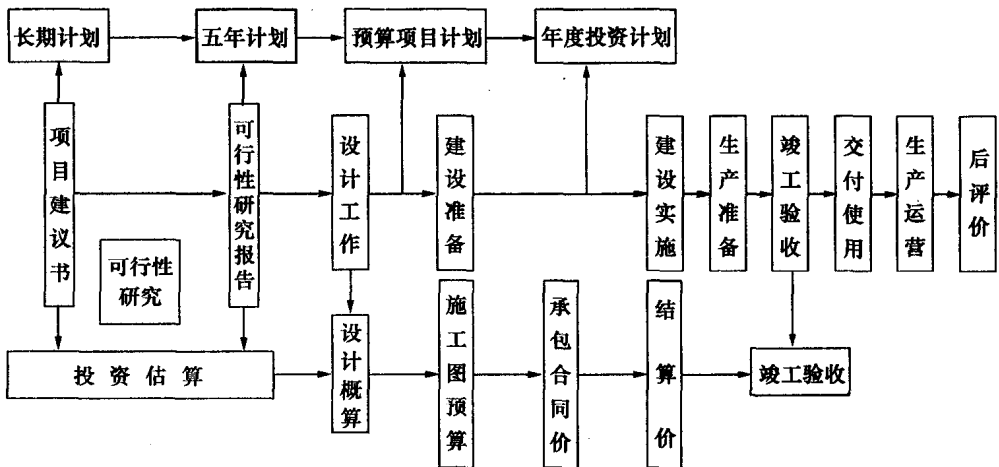 长期计划
五年计划
预算项目计划
年度投资计划
项目建议书
可行性研究报告
设计工作
建设准备
建设实施
生产准备
竣工验收
交付使用
生产运营
后评价
可行性
研究
投资估算
设计概算
施工图预算
承包合同价
结算价
竣工验收